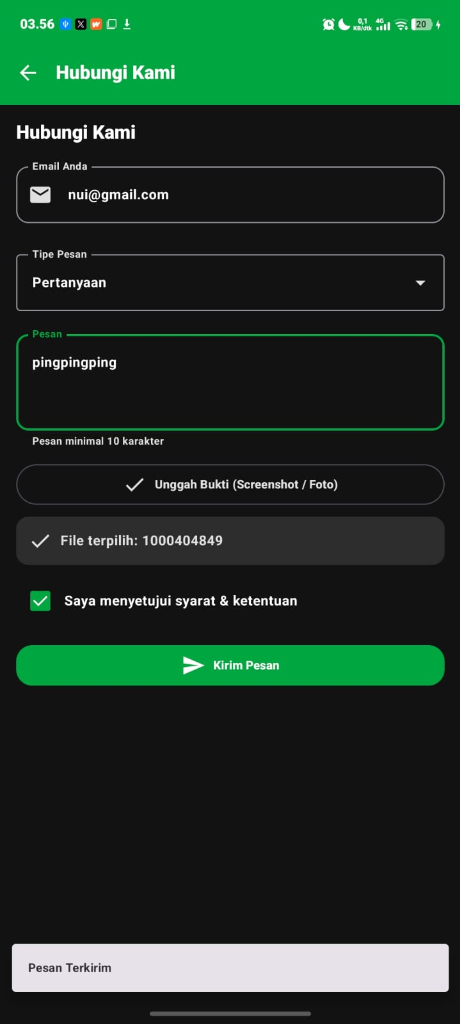 03.56
0,1
KB/dtk
4G
20
Hubungi Kami
Hubungi Kami
Email Anda
nui@gmail.com
Tipe Pesan
Pertanyaan
Pesan
pingpingping
Pesan minimal 10 karakter
Unggah Bukti (Screenshot / Foto)
File terpilih: 1000404849
Saya menyetujui syarat & ketentuan
Kirim Pesan
Pesan Terkirim